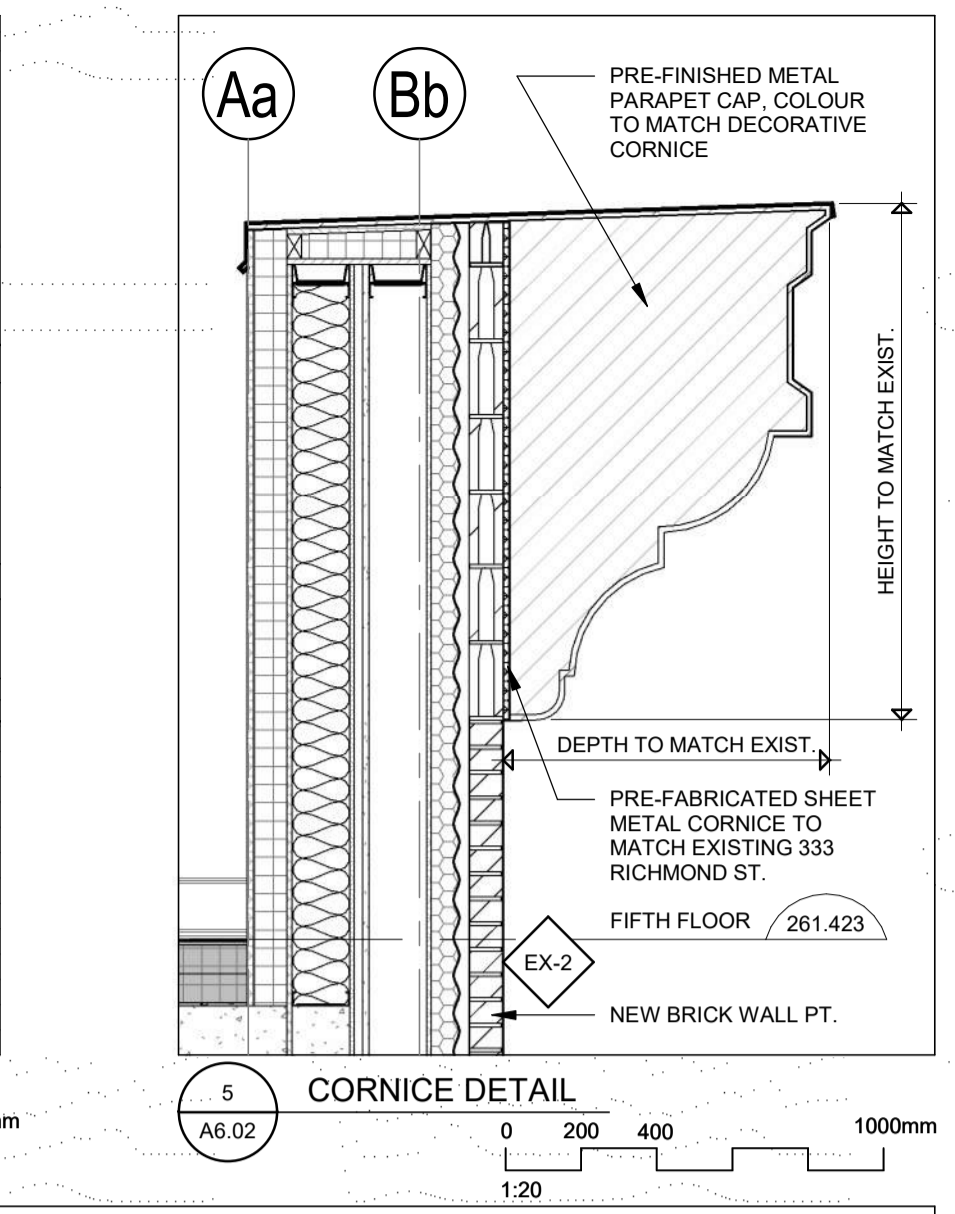 Aa
Bb
PRE-FINISHED METAL
PARAPET CAP, COLOUR
TO MATCH DECORATIVE
CORNICE
HEIGHT TO MATCH EXIST.
DEPTH TO MATCH EXIST.
PRE-FABRICATED SHEET
METAL CORNICE TO
MATCH EXISTING 333
RICHMOND ST.
FIFTH FLOOR 261.423
EX-2
NEW BRICK WALL PT.
5
A6.02
CORNICE DETAIL
0 200 400 1000mm
1:20